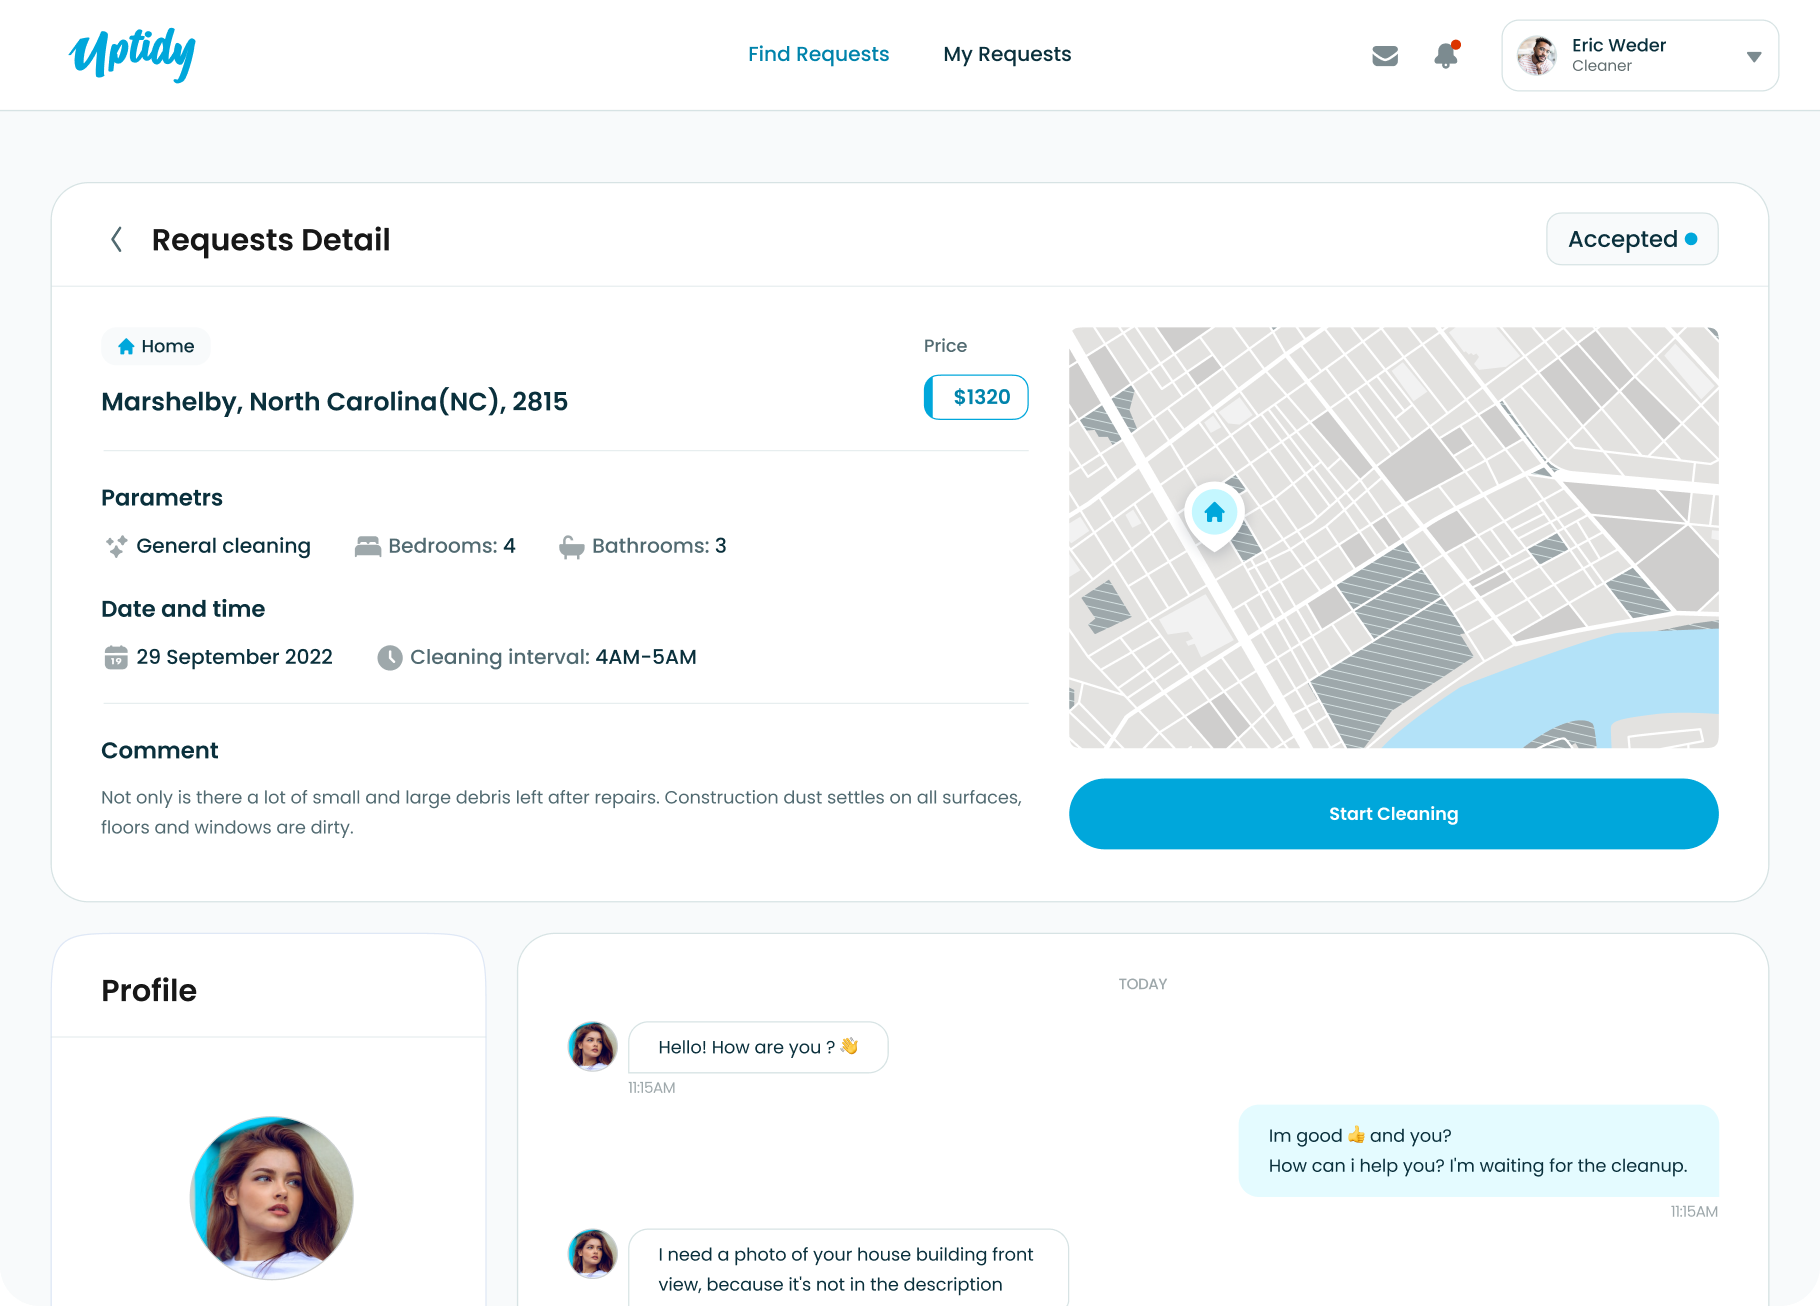 Uptidy
Find Requests
My Requests
Eric Weder
Cleaner
Requests Detail
Accepted
Home
Marshelby, North Carolina(NC), 2815
Price
$1320
Parametrs
General cleaning
Bedrooms: 4
Bathrooms: 3
Date and time
19
29 September 2022
Cleaning interval: 4AM-5AM
Comment
Not only is there a lot of small and large debris left after repairs. Construction dust settles on all surfaces,
floors and windows are dirty.
Start Cleaning
Profile
TODAY
Hello! How are you ? 👋
11:15AM
Im good 👍 and you?
How can i help you? I'm waiting for the cleanup.
11:15AM
I need a photo of your house building front
view, because it's not in the description